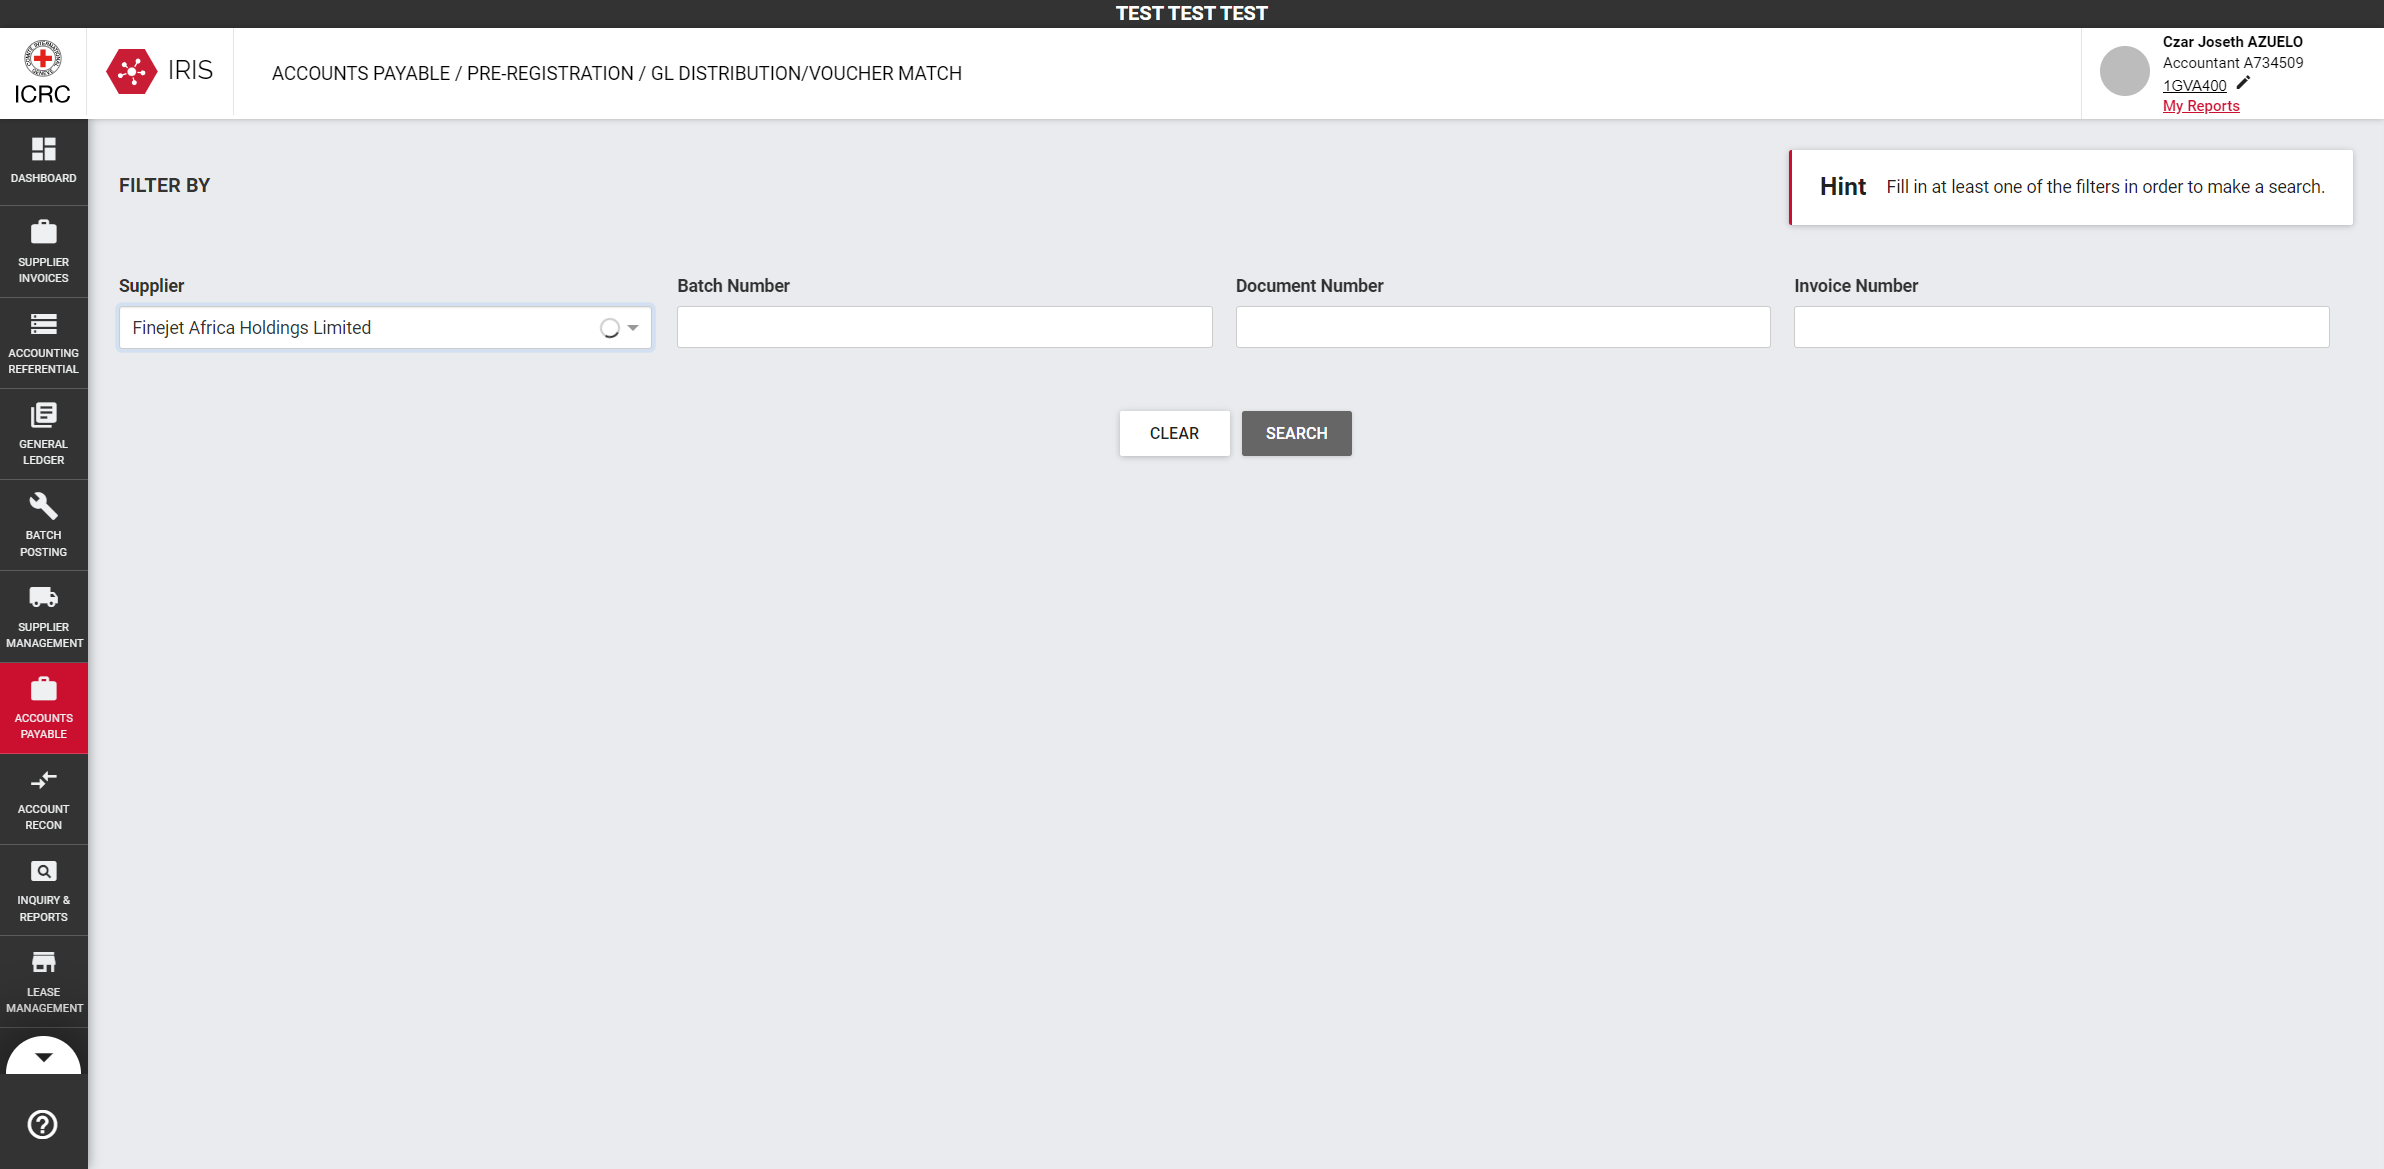 TEST TEST TEST
ICRC
IRIS
ACCOUNTS PAYABLE / PRE-REGISTRATION / GL DISTRIBUTION/VOUCHER MATCH
Czar Joseth AZUELO
Accountant A734509
1GVA400
My Reports
DASHBOARD
SUPPLIER
INVOICES
ACCOUNTING
REFERENTIAL
GENERAL
LEDGER
BATCH
POSTING
SUPPLIER
MANAGEMENT
ACCOUNTS
PAYABLE
ACCOUNT
RECON
INQUIRY &
REPORTS
LEASE
MANAGEMENT
FILTER BY
Hint Fill in at least one of the filters in order to make a search.
Supplier
Finejet Africa Holdings Limited
Batch Number
Document Number
Invoice Number
CLEAR
SEARCH